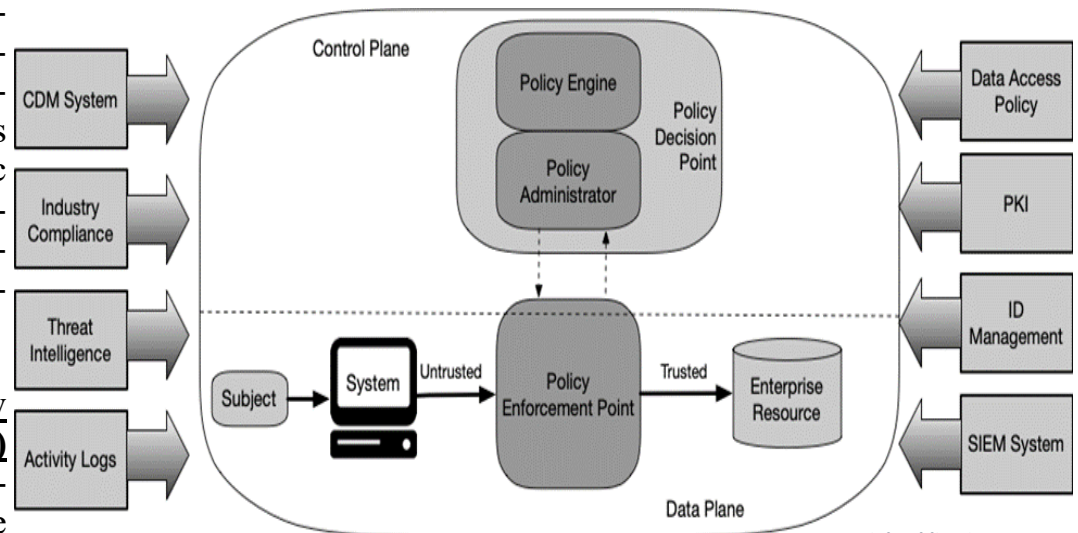 Control Plane
Policy Engine
Policy
Decision
Point
Policy
Administrator
CDM System
Industry
Compliance
Threat
Intelligence
Activity Logs
Data Access
Policy
PKI
ID
Management
SIEM System
Subject
System
Untrusted
Policy
Enforcement Point
Trusted
Enterprise
Resource
Data Plane